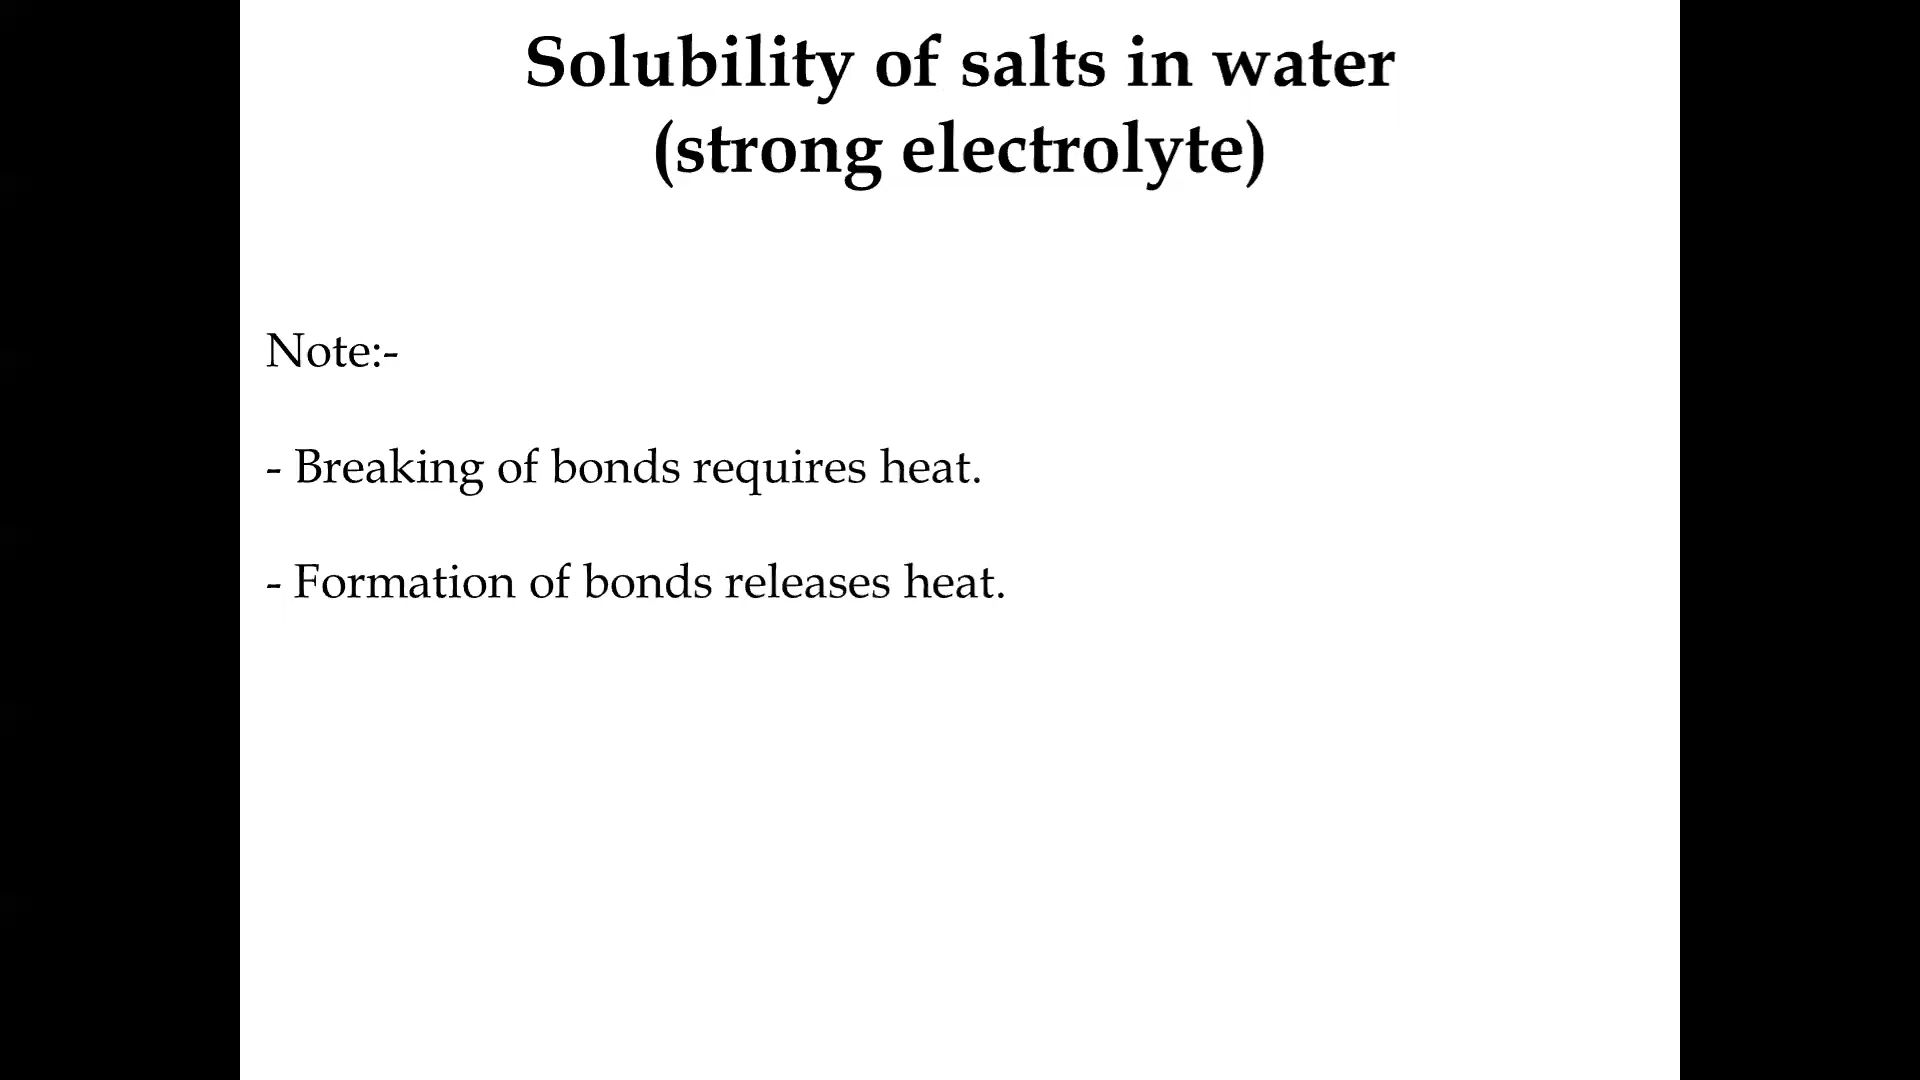 Solubility of salts in water
(strong electrolyte)
Note:-
- Breaking of bonds requires heat.
- Formation of bonds releases heat.